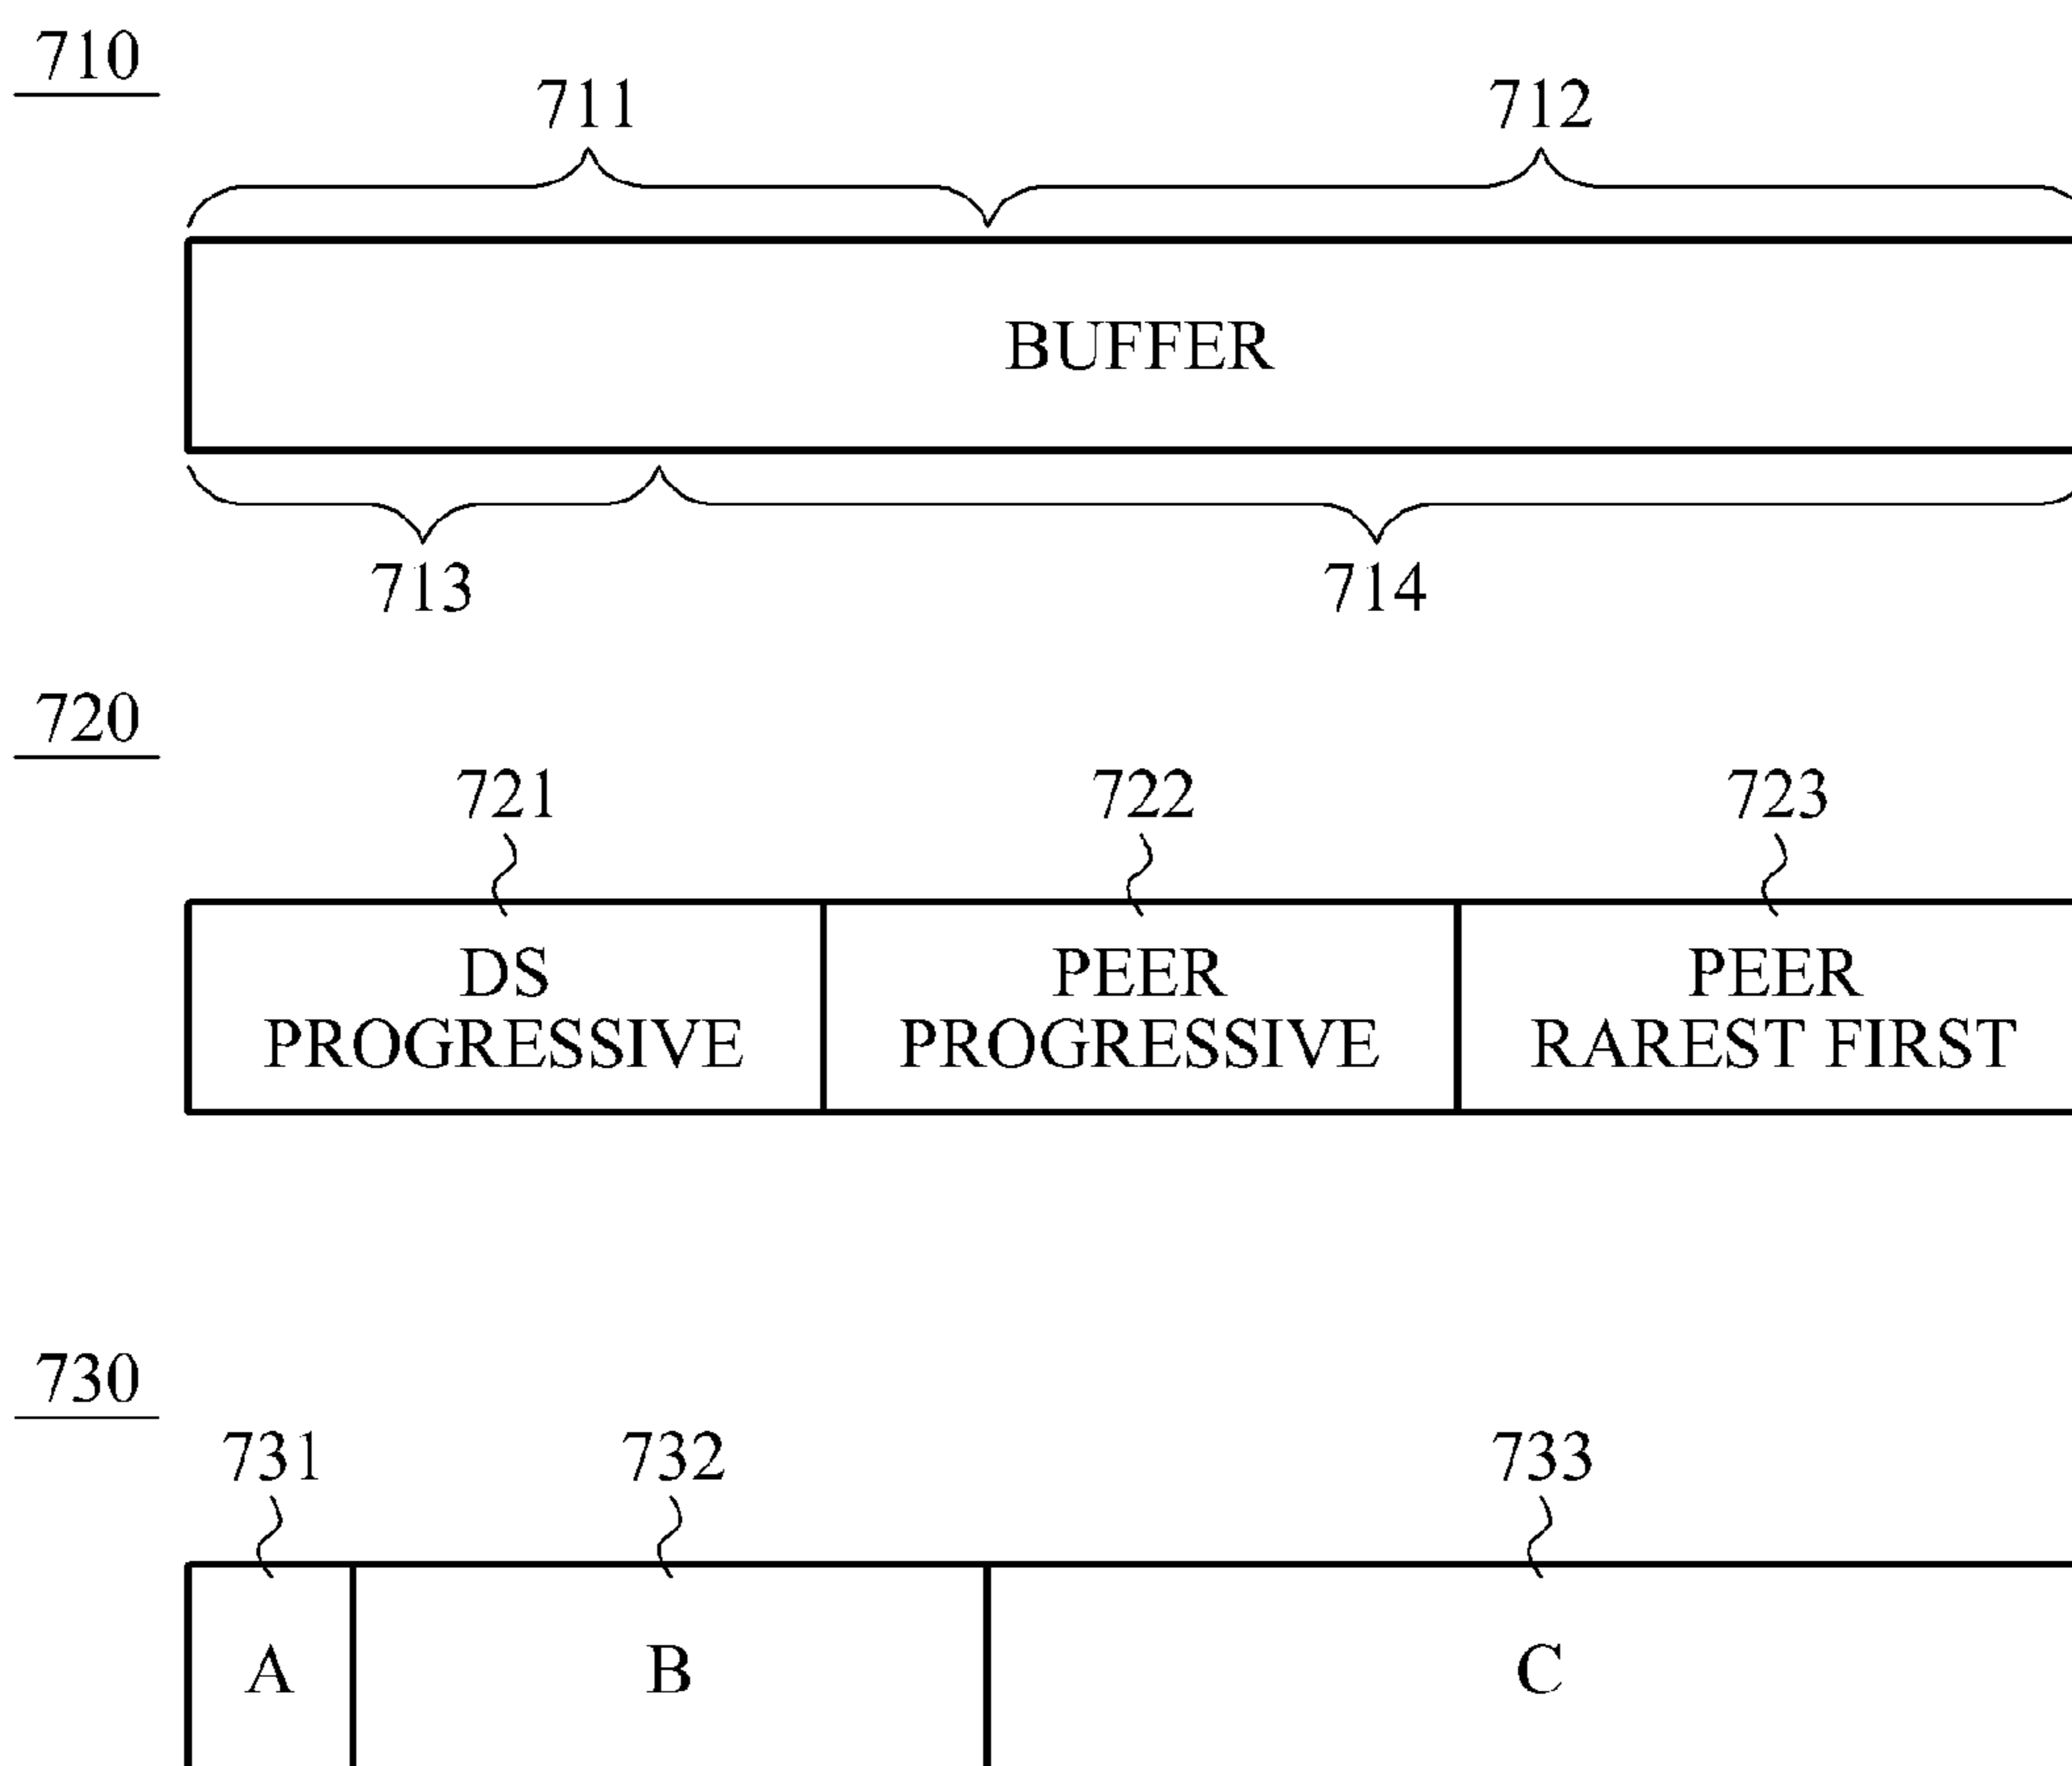 710
711 712
BUFFER
713 714
720
721 722 723
DS
PROGRESSIVE
PEER
PROGRESSIVE
PEER
RAREST FIRST
730
731 732 733
A B C